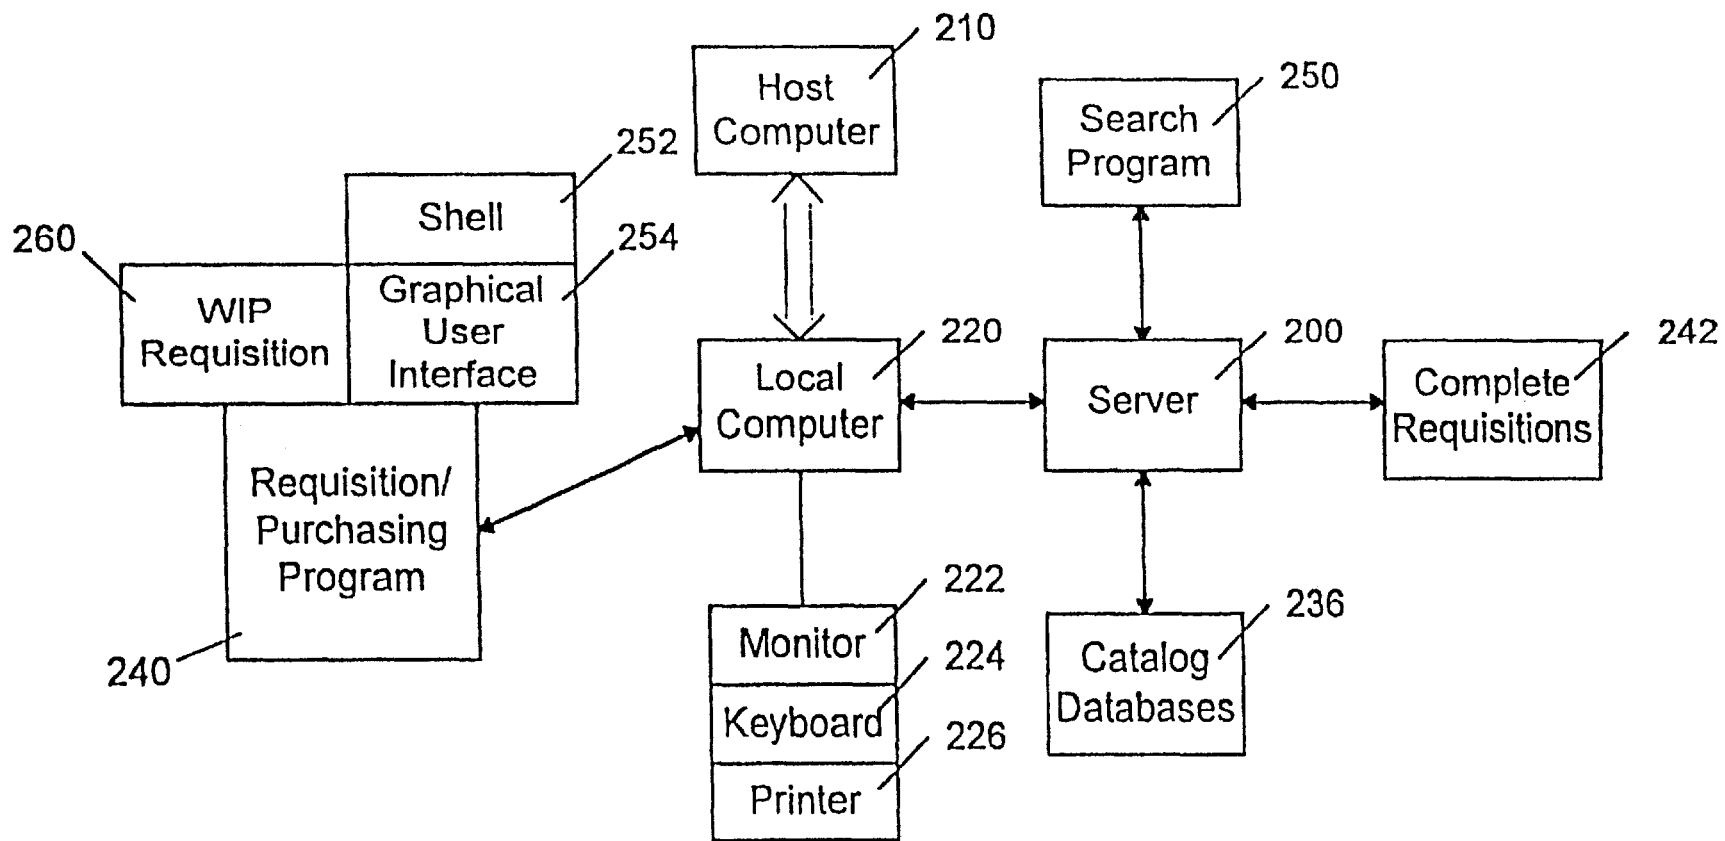 210
Host
Computer
250
Search
Program
252
Shell
254
260
WIP
Requisition
Graphical
User
Interface
220
Local
Computer
200
Server
242
Complete
Requisitions
Requisition/
Purchasing
Program
240
222
Monitor
224
Keyboard
226
Printer
236
Catalog
Databases